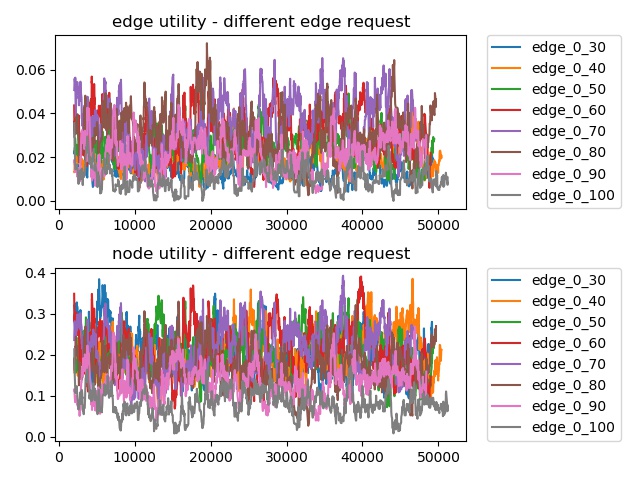 edge utility - different edge request
0.06
0.04
0.02
0.00
0 10000 20000 30000 40000 50000
edge_0_30
edge_0_40
edge_0_50
edge_0_60
edge_0_70
edge_0_80
edge_0_90
edge_0_100
node utility - different edge request
0.4
0.3
0.2
0.1
0.0
0 10000 20000 30000 40000 50000
edge_0_30
edge_0_40
edge_0_50
edge_0_60
edge_0_70
edge_0_80
edge_0_90
edge_0_100